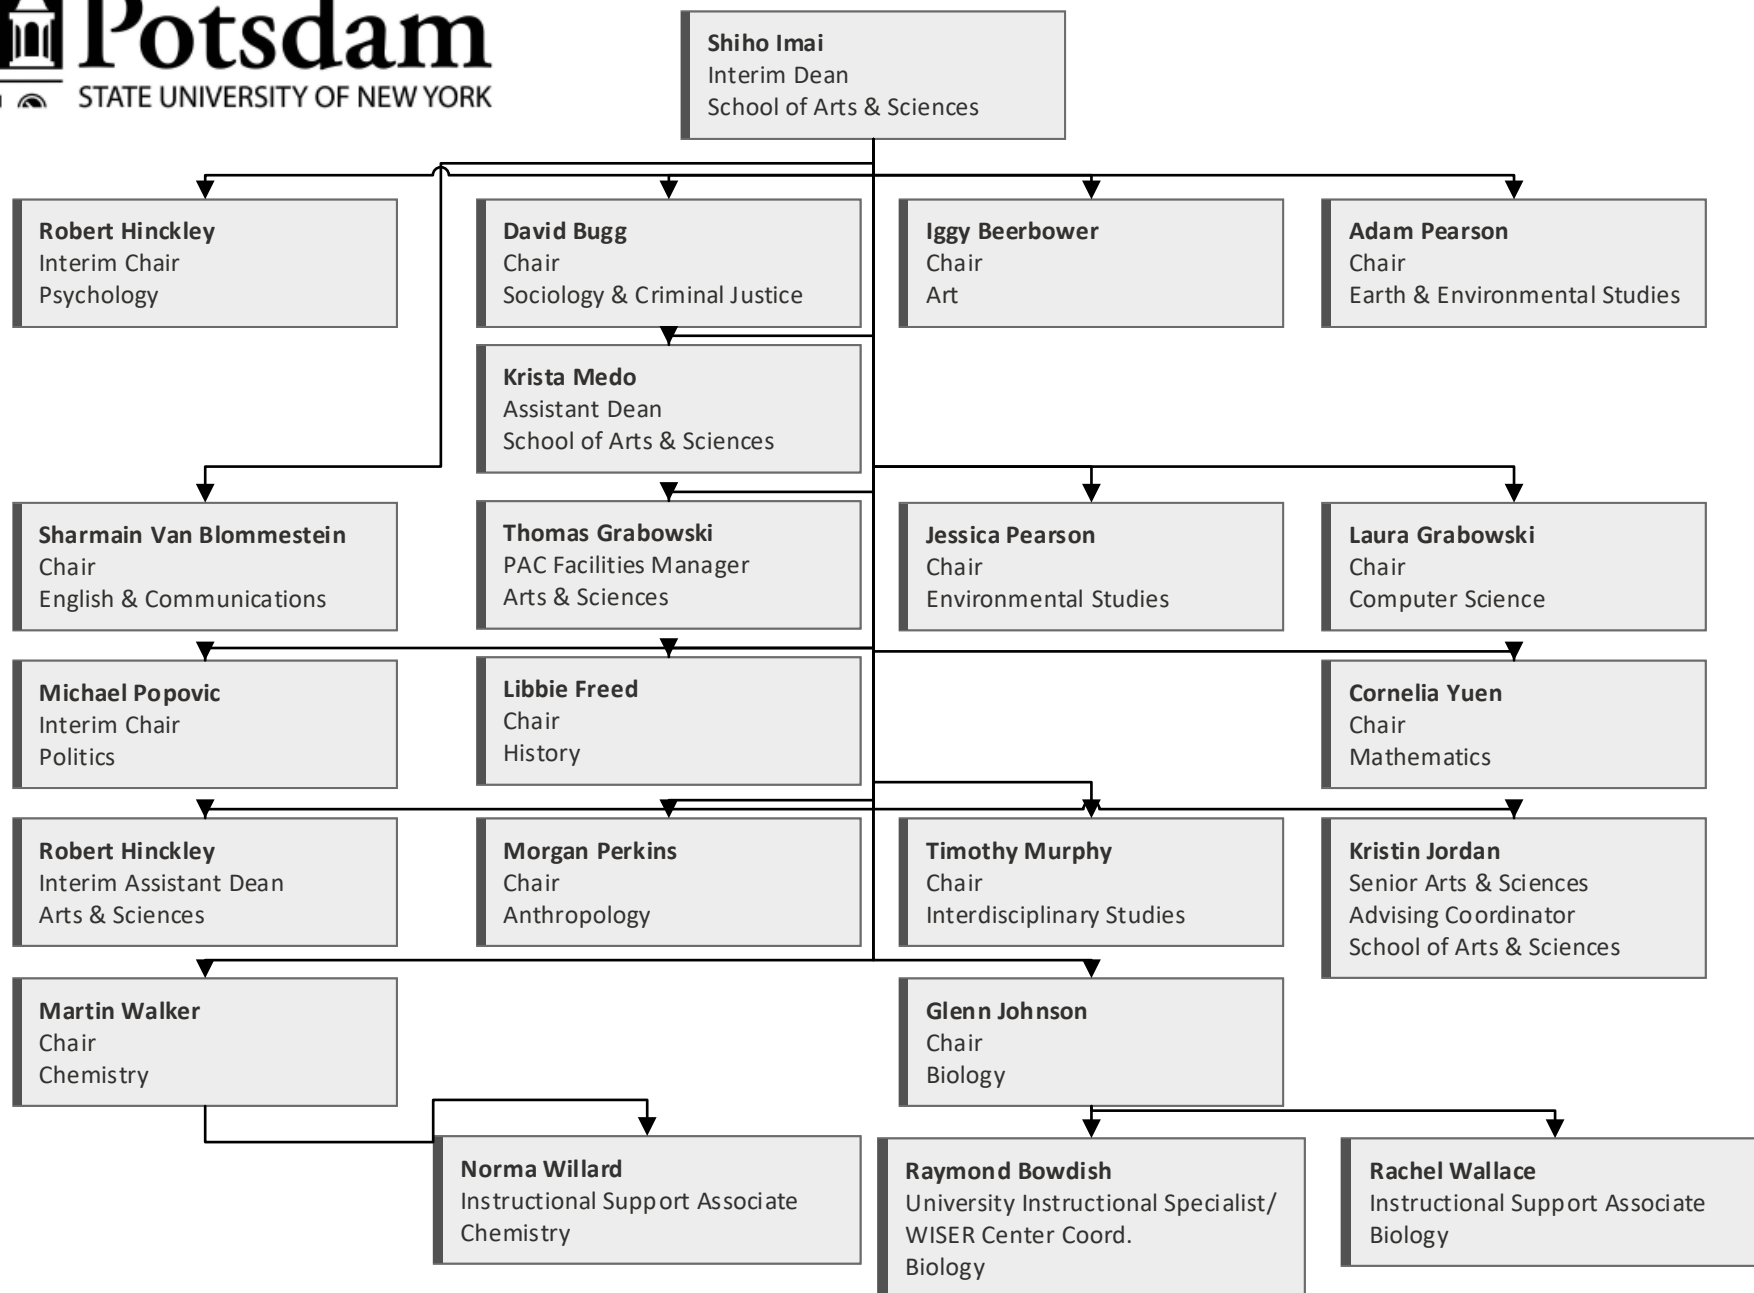 Potsdam
STATE UNIVERSITY OF NEW YORK
Shiho Imai
Interim Dean
School of Arts & Sciences
Robert Hinckley
Interim Chair
Psychology
David Bugg
Chair
Sociology & Criminal Justice
Iggy Beerbower
Chair
Art
Adam Pearson
Chair
Earth & Environmental Studies
Krista Medo
Assistant Dean
School of Arts & Sciences
Sharmain Van Blommestein
Chair
English & Communications
Thomas Grabowski
PAC Facilities Manager
Arts & Sciences
Jessica Pearson
Chair
Environmental Studies
Laura Grabowski
Chair
Computer Science
Michael Popovic
Interim Chair
Politics
Libbie Freed
Chair
History
Cornelia Yuen
Chair
Mathematics
Robert Hinckley
Interim Assistant Dean
Arts & Sciences
Morgan Perkins
Chair
Anthropology
Timothy Murphy
Chair
Interdisciplinary Studies
Kristin Jordan
Senior Arts & Sciences
Advising Coordinator
School of Arts & Sciences
Martin Walker
Chair
Chemistry
Glenn Johnson
Chair
Biology
Norma Willard
Instructional Support Associate
Chemistry
Raymond Bowdish
University Instructional Specialist/
WISER Center Coord.
Biology
Rachel Wallace
Instructional Support Associate
Biology